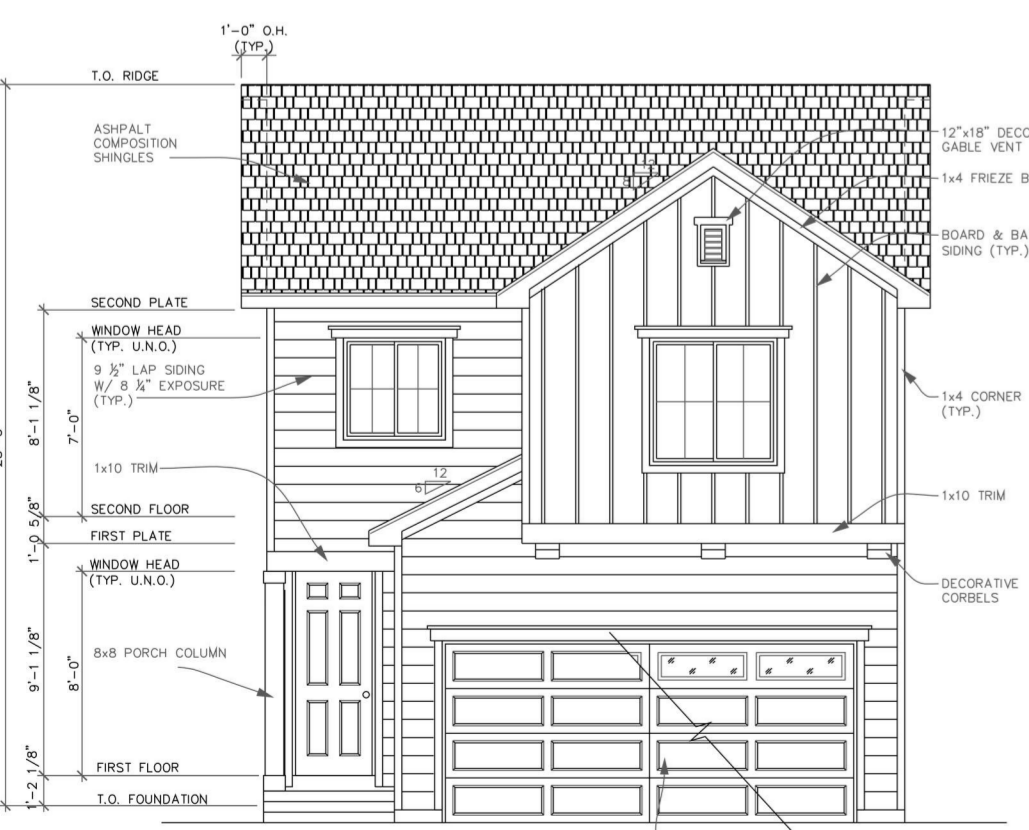 1'-0" O.H.
(TYP.)
T.O. RIDGE
ASHPALT
COMPOSITION
SHINGLES
12"x18" DECO
GABLE VENT
12
8
1x4 FRIEZE B
BOARD & BA
SIDING (TYP.)
SECOND PLATE
WINDOW HEAD
(TYP. U.N.O.)
9 ½" LAP SIDING
W/ 8 ¼" EXPOSURE
(TYP.)
8'-1 1/8"
7'-0"
1x4 CORNER
(TYP.)
1x10 TRIM
12
6
1x10 TRIM
SECOND FLOOR
1'-0 5/8"
FIRST PLATE
WINDOW HEAD
(TYP. U.N.O.)
DECORATIVE
CORBELS
9'-1 1/8"
8'-0"
8x8 PORCH COLUMN
FIRST FLOOR
1'-2 1/8"
T.O. FOUNDATION